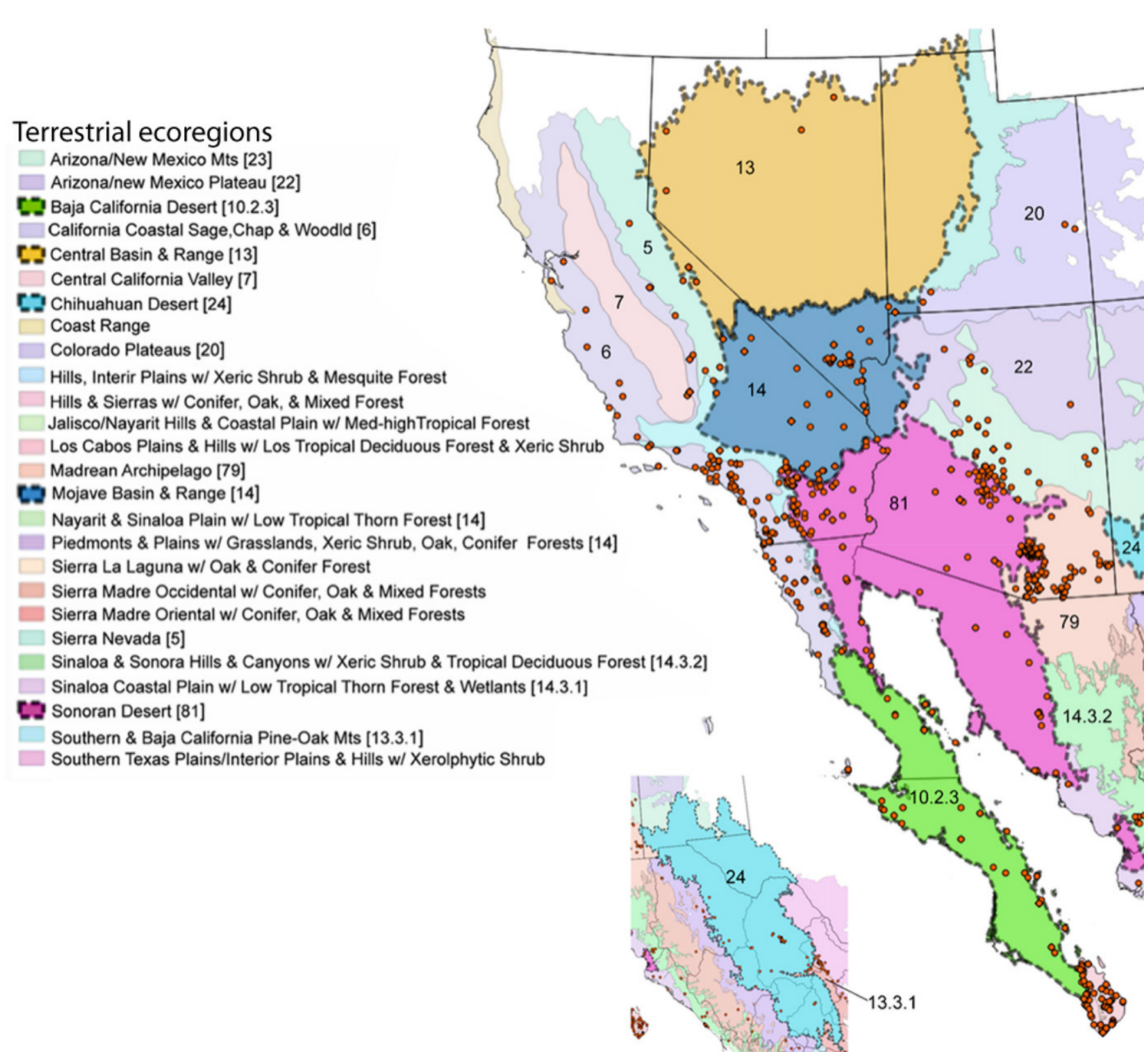 Terrestrial ecoregions
Arizona/New Mexico Mts [23]
Arizona/new Mexico Plateau [22]
Baja California Desert [10.2.3]
California Coastal Sage,Chap & Woodld [6]
Central Basin & Range [13]
Central California Valley [7]
Chihuahuan Desert [24]
Coast Range
Colorado Plateaus [20]
Hills, Interir Plains w/ Xeric Shrub & Mesquite Forest
Hills & Sierras w/ Conifer, Oak, & Mixed Forest
Jalisco/Nayarit Hills & Coastal Plain w/ Med-highTropical Forest
Los Cabos Plains & Hills w/ Los Tropical Deciduous Forest & Xeric Shrub
Madrean Archipelago [79]
Mojave Basin & Range [14]
Nayarit & Sinaloa Plain w/ Low Tropical Thorn Forest [14]
Piedmonts & Plains w/ Grasslands, Xeric Shrub, Oak, Conifer Forests [14]
Sierra La Laguna w/ Oak & Conifer Forest
Sierra Madre Occidental w/ Conifer, Oak & Mixed Forests
Sierra Madre Oriental w/ Conifer, Oak & Mixed Forests
Sierra Nevada [5]
Sinaloa & Sonora Hills & Canyons w/ Xeric Shrub & Tropical Deciduous Forest [14.3.2]
Sinaloa Coastal Plain w/ Low Tropical Thorn Forest & Wetlants [14.3.1]
Sonoran Desert [81]
Southern & Baja California Pine-Oak Mts [13.3.1]
Southern Texas Plains/Interior Plains & Hills w/ Xerolphytic Shrub
13
20
5
7
6
22
14
81
24
79
14.3.2
10.2.3
24
13.3.1